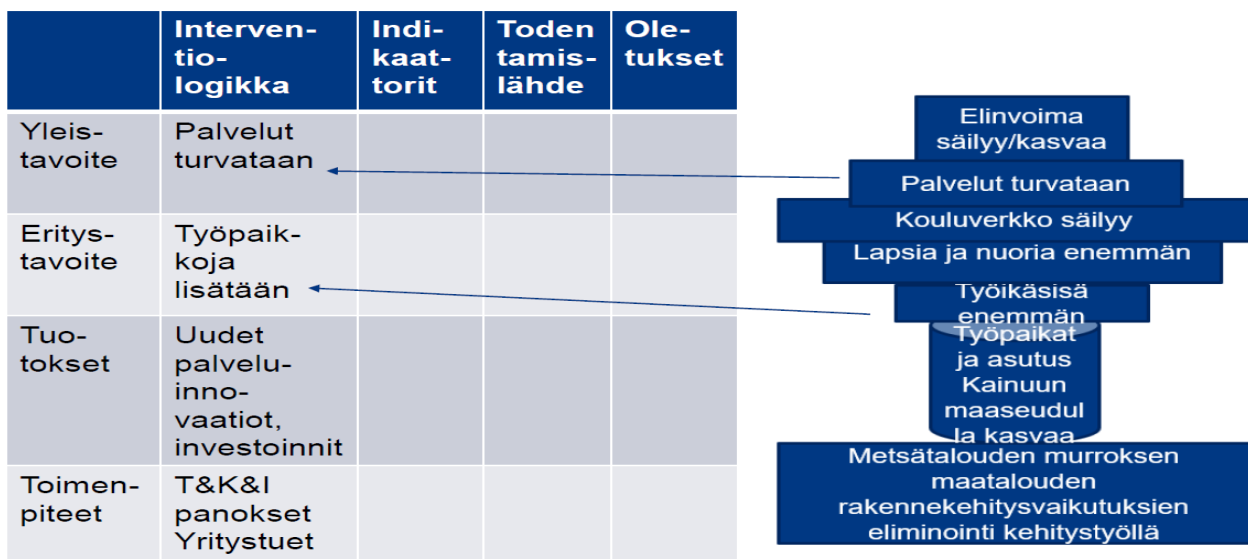 Interven-
tio-
logikka
Indi-
kaat-
torit
Toden
tamis-
lähde
Ole-
tukset
Yleis-
tavoite
Palvelut
turvataan
Eritys-
tavoite
Työpaik-
koja
lisätään
Tuo-
tokset
Uudet
palvelu-
inno-
vaatiot,
investoinnit
Toimen-
piteet
T&K&I
panokset
Yritystuet
Elinvoima
säilyy/kasvaa
Palvelut turvataan
Kouluverkko säilyy
Lapsia ja nuoria enemmän
Työikäsisä
enemmän
Työpaikat
ja asutus
Kainuun
maaseudul
la kasvaa
Metsätalouden murroksen
maatalouden
rakennekehitysvaikutuksien
eliminointi kehitystyöllä